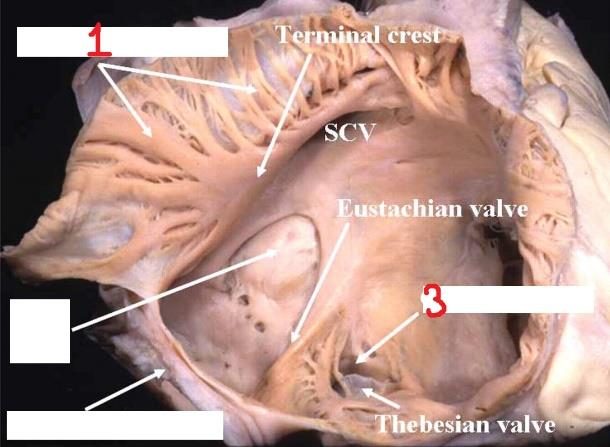 1
Terminal crest
SCV
Eustachian valve
3
Thebesian valve